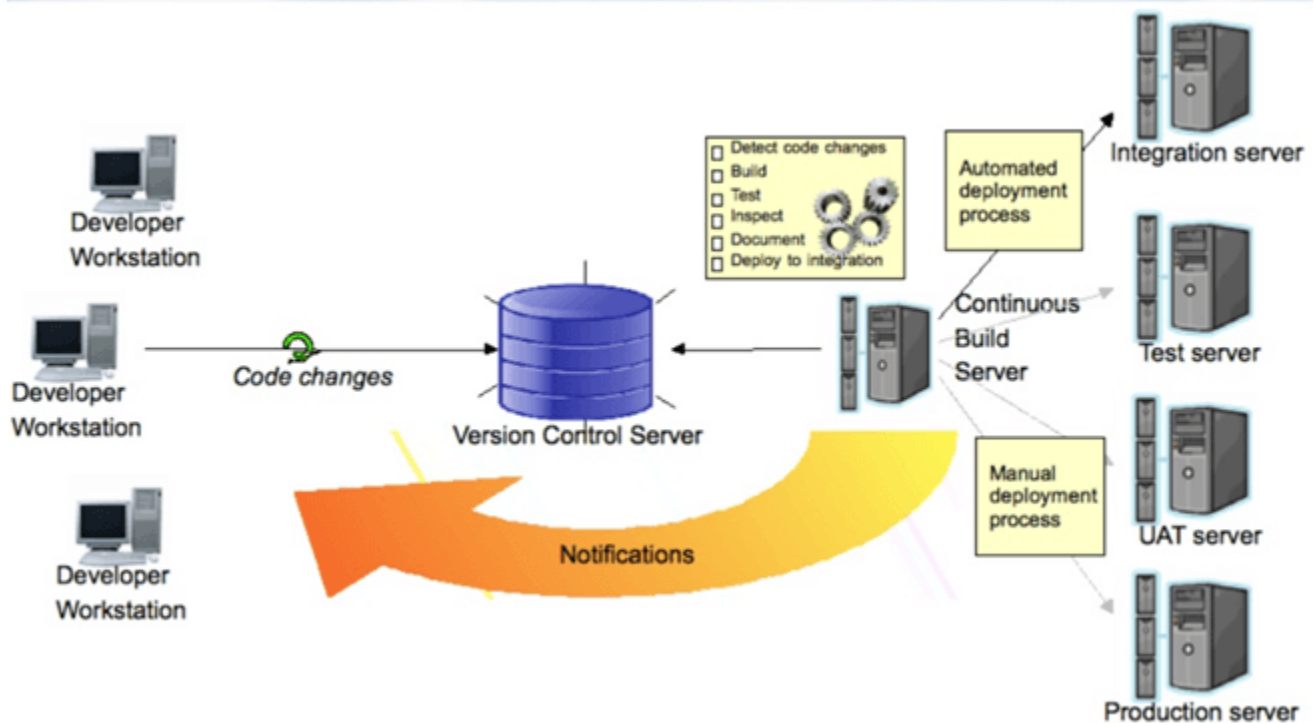 Developer
Workstation
Developer
Workstation
Developer
Workstation
Code changes
Version Control Server
Detect code changes
Build
Test
Inspect
Document
Deploy to integration
Continuous
Build
Server
Automated
deployment
process
Manual
deployment
process
Notifications
Integration server
Test server
UAT server
Production server